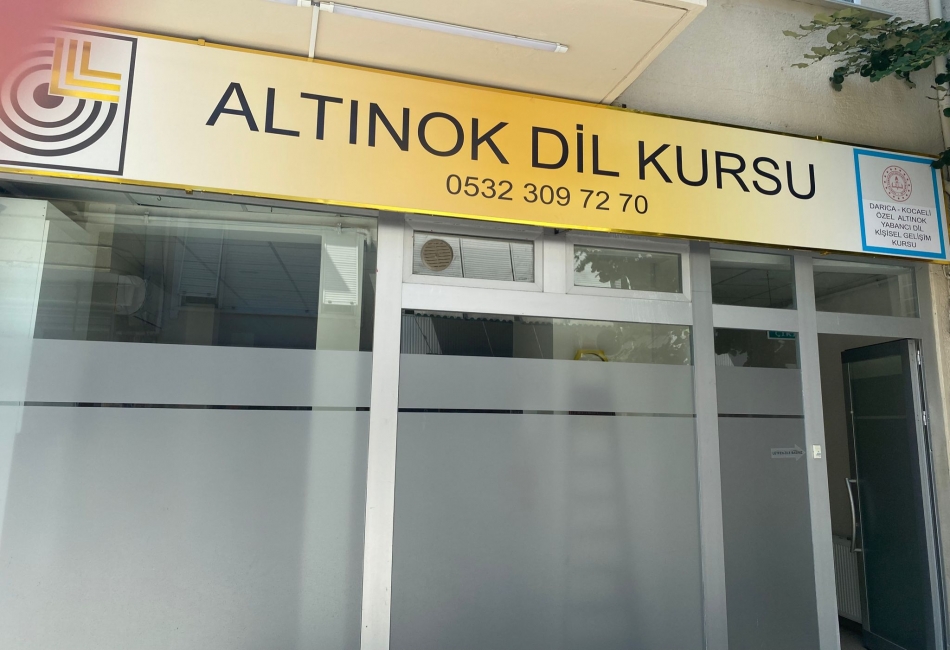 ALTINOK DİL KURSU
0532 309 72 70
DARICA - KOCAELİ
ÖZEL ALTINOK
YABANCI DİL
KİŞİSEL GELİŞİM
KURSU